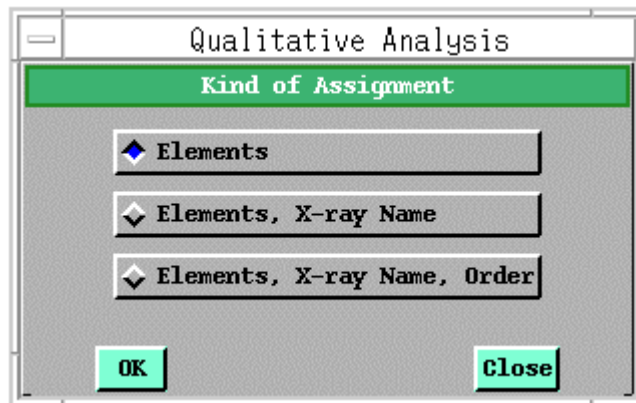 Qualitative Analysis
Kind of Assignment
Elements
Elements, X-ray Name
Elements, X-ray Name, Order
OK Close